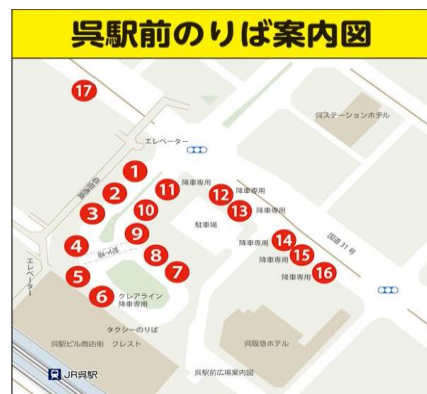 呉駅前のりば案内図
17
呉ステーションホテル
エレベーター
1
11
降車専用
2
12
降車専用
自由通路
3
10
13
降車専用
駐車場
9
4
降車専用
14
国道31号
8
降車専用
15
エレベーター
5
7
降車専用
16
6
クレアライン
降車専用
タクシーのりば
呉駅ビル商店街 クレスト
呉阪急ホテル
JR呉駅
呉駅前広場案内図